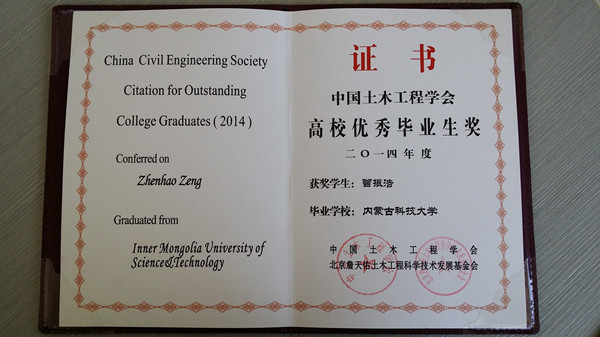 China Civil Engineering Society
Citation for Outstanding
College Graduates ( 2014 )
Conferred on
Zhenhao Zeng
Graduated from
Inner Mongolia University of
Science&Technology
证书
中国土木工程学会
高校优秀毕业生奖
二〇一四年度
获奖学生：曾振浩
毕业学校：内蒙古科技大学
中国土木工程学会
北京詹天佑土木工程科学技术发展基金会